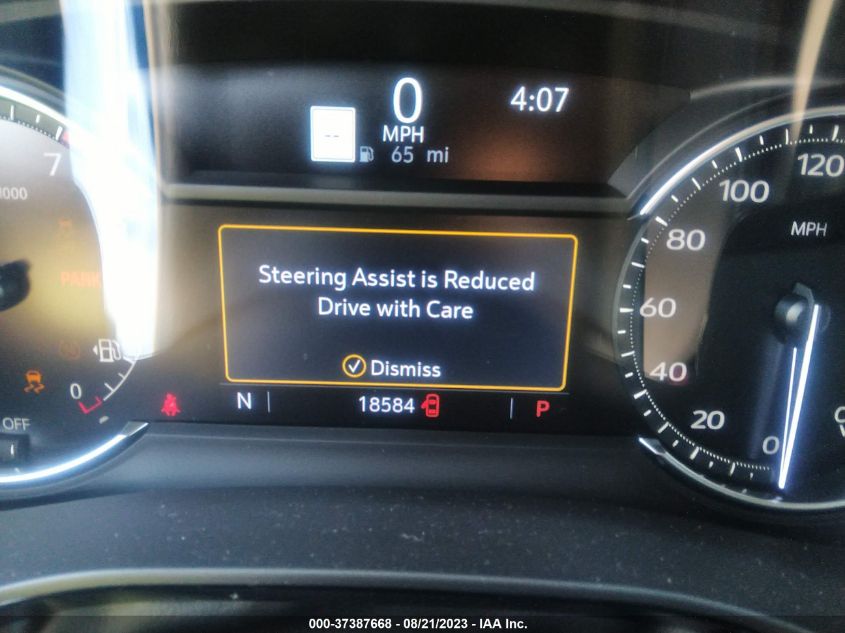 0
4:07
--
MPH
65 mi
7
1000
120
100
MPH
80
60
40
20
0
Steering Assist is Reduced
Drive with Care
Dismiss
PARK
0
OFF
N
18584
P
000-37387668 - 08/21/2023 - IAA Inc.